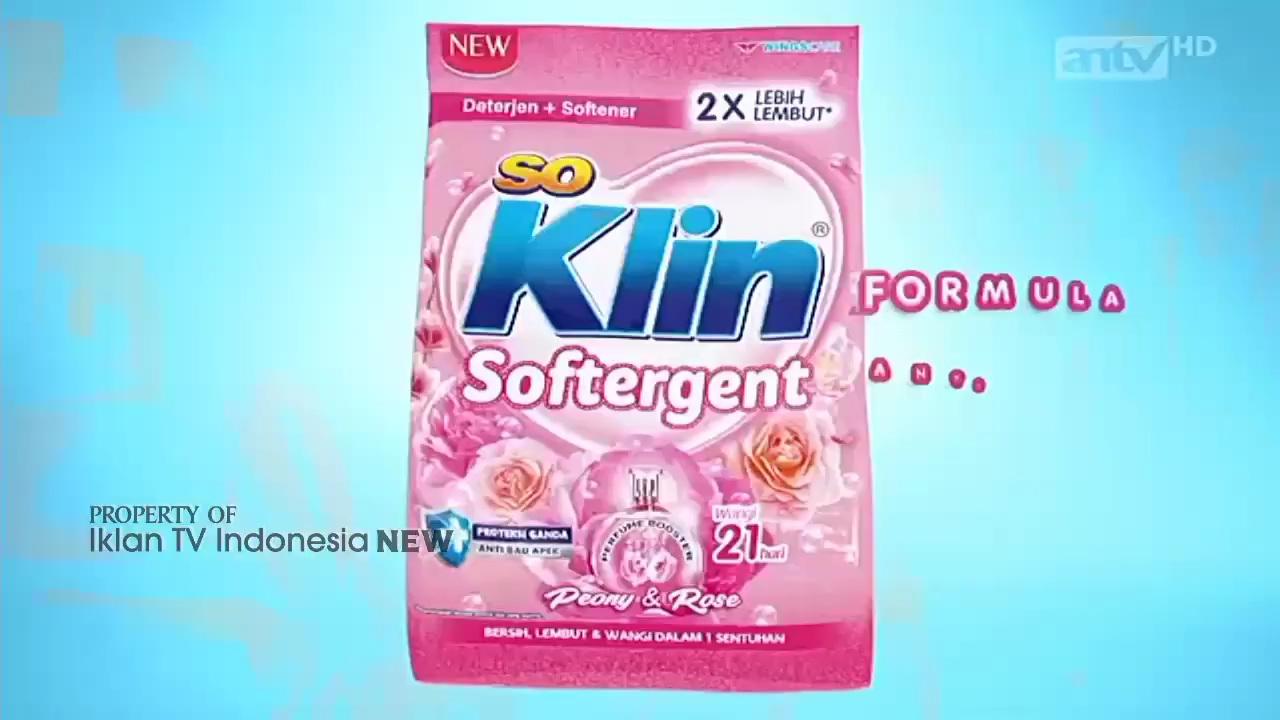 NEW
WINGSCARE
antv HD
Deterjen + Softener
2X LEBIH LEMBUT*
SO
Klin®
Softergent
FORMULA
AN
PROPERTY OF
Iklan TV Indonesia NEW
PROTEKSI GANDA
ANTI BAU APEK
PERFUME BOOSTER
Wangi
21 hari
Peony & Rose
BERSIH, LEMBUT & WANGI DALAM 1 SENTUHAN